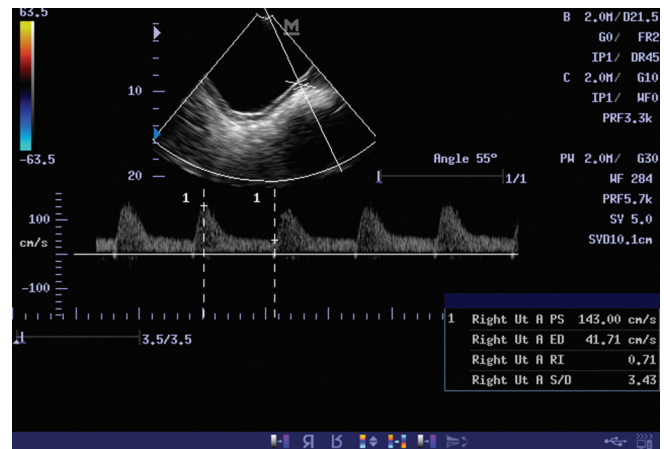 63.5
-63.5
M
10
20
B 2.0M/D21.5
G0/ FR2
IP1/ DR45
C 2.0M/ G10
IP1/ WF0
PRF3.3k
PW 2.0M/ G30
WF 284
PRF5.7k
SV 5.0
SVD10.1cm
Angle 55°
1/1
1 1
100
cm/s
-100
3.5/3.5
1 Right Ut A PS 143.00 cm/s
Right Ut A ED 41.71 cm/s
Right Ut A RI 0.71
Right Ut A S/D 3.43